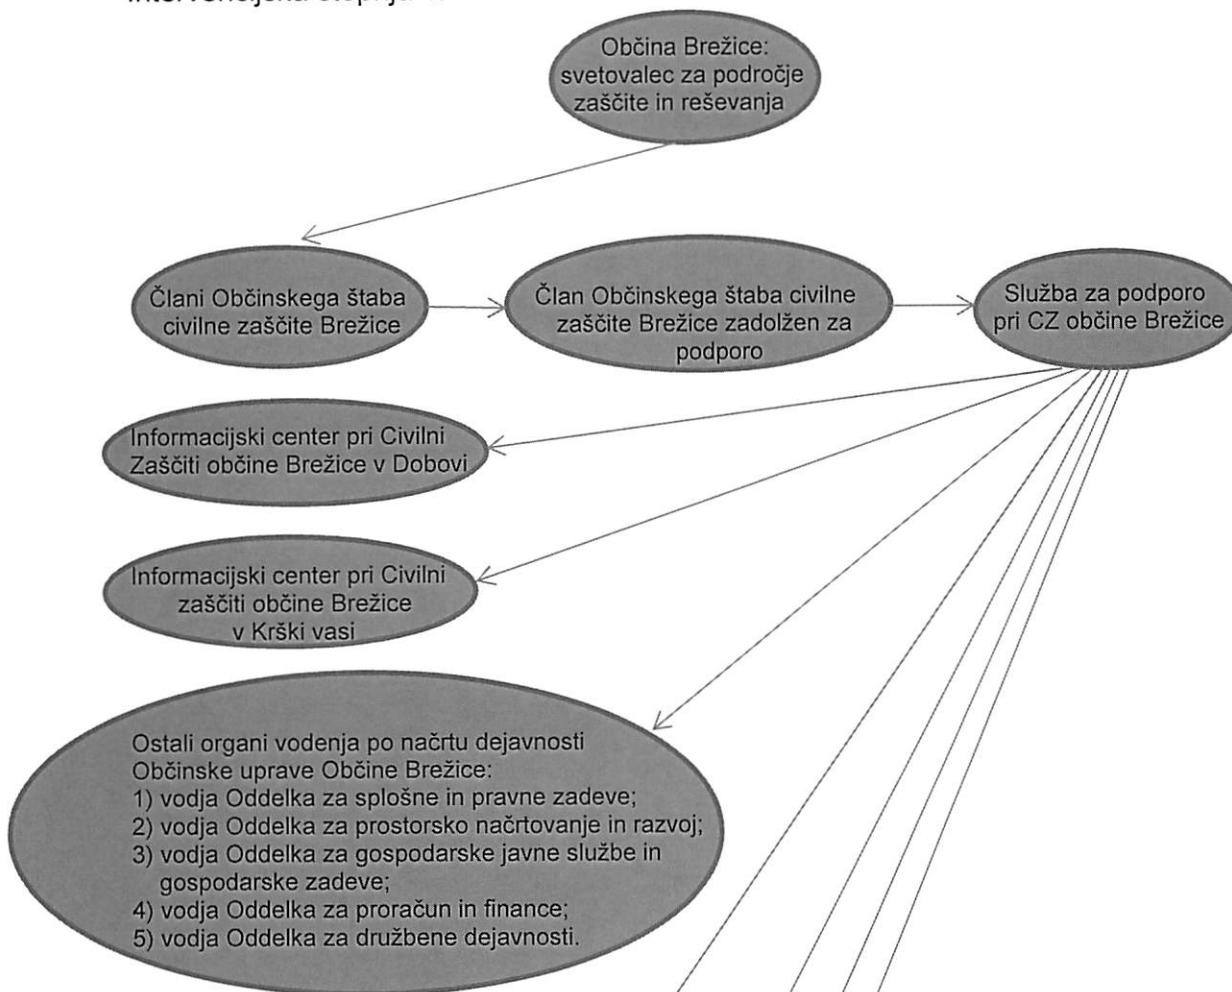 Občina Brežice:
svetovalec za področje
zaščite in reševanja
Člani Občinskega štaba
civilne zaščite Brežice
Član Občinskega štaba civilne
zaščite Brežice zadolžen za
podporo
Služba za podporo
pri CZ občine Brežice
Informacijski center pri Civilni
Zaščiti občine Brežice v Dobovi
Informacijski center pri Civilni
zaščiti občine Brežice
v Krški vasi
Ostali organi vodenja po načrtu dejavnosti
Občinske uprave Občine Brežice:
1) vodja Oddelka za splošne in pravne zadeve;
2) vodja Oddelka za prostorsko načrtovanje in razvoj;
3) vodja Oddelka za gospodarske javne službe in
gospodarske zadeve;
4) vodja Oddelka za proračun in finance;
5) vodja Oddelka za družbene dejavnosti.